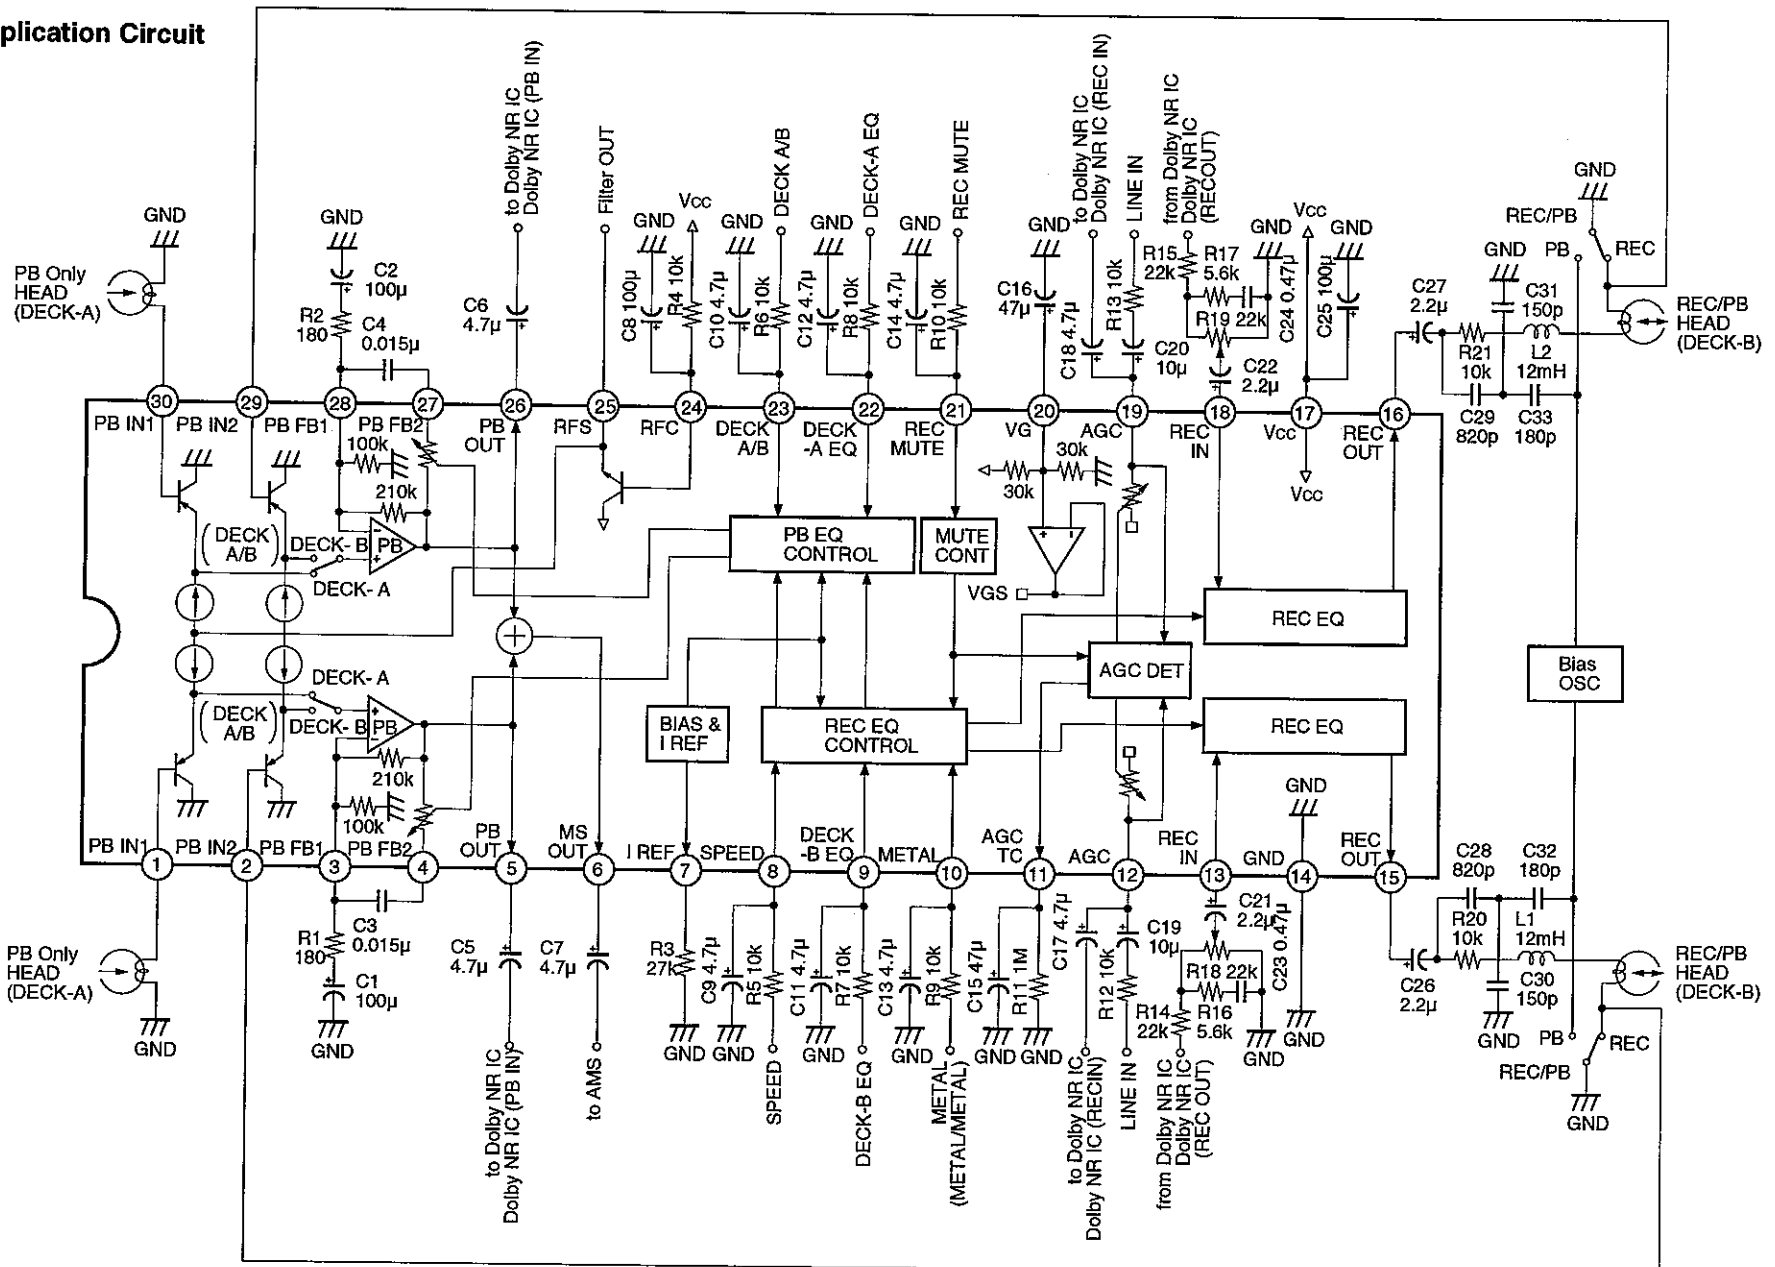 plication Circuit
to Dolby NR IC
Dolby NR IC (PB IN)
Filter OUT
DECK A/B
DECK-A EQ
REC MUTE
to Dolby NR IC
Dolby NR IC (REC IN)
LINE IN
from Dolby NR IC
Dolby NR IC
(RECOUT)
GND
PB Only
HEAD
(DECK-A)
GND
C2
100µ
R2
180
C4
0.015µ
C6
4.7µ
GND
C8 100µ
Vcc
R4 10k
GND
C10 4.7µ
R6 10k
GND
C12 4.7µ
R8 10k
GND
C14 4.7µ
R10 10k
GND
C16
47µ
C18 4.7µ
R13 10k
C20
10µ
R15
22k
R17
5.6k
R19
22k
C22
2.2µ
GND
C24 0.47µ
Vcc
C25 100µ
GND
GND
REC/PB
PB
REC
GND
C27
2.2µ
C31
150p
R21
10k
L2
12mH
C29
820p
C33
180p
REC/PB
HEAD
(DECK-B)
30
29
28
27
26
25
24
23
22
21
20
19
18
17
16
PB IN1
PB IN2
PB FB1
PB FB2
PB
OUT
RFS
RFC
DECK
A/B
DECK
-A EQ
REC
MUTE
VG
AGC
REC
IN
Vcc
REC
OUT
100k
210k
30k
30k
Vcc
(DECK
A/B)
DECK- B
PB
- +
DECK- A
PB EQ
CONTROL
MUTE
CONT
+ -
VGS
REC EQ
+
AGC DET
Bias
OSC
DECK- A
(DECK
A/B)
DECK- B
PB
+ -
BIAS &
I REF
REC EQ
CONTROL
REC EQ
210k
100k
GND
PB IN1
PB IN2
PB FB1
PB FB2
PB
OUT
MS
OUT
I REF
SPEED
DECK
-B EQ
METAL
AGC
TC
AGC
REC
IN
GND
REC
OUT
1
2
3
4
5
6
7
8
9
10
11
12
13
14
15
PB Only
HEAD
(DECK-A)
GND
R1
180
C3
0.015µ
C1
100µ
GND
C5
4.7µ
C7
4.7µ
R3
27k
GND
C9 4.7µ
R5 10k
GND
C11 4.7µ
R7 10k
GND
C13 4.7µ
R9 10k
GND
C15 47µ
R11 1M
GND
GND
C17 4.7µ
C19
10µ
R12 10k
C21
2.2µ
R18 22k
R14
22k
R16
5.6k
C23 0.47µ
GND
GND
C28
820p
C32
180p
R20
10k
L1
12mH
C26
2.2µ
C30
150p
GND
PB
REC
REC/PB
GND
REC/PB
HEAD
(DECK-B)
to Dolby NR IC
Dolby NR IC (PB IN)
to AMS
SPEED
DECK-B EQ
METAL
(METAL/METAL)
to Dolby NR IC
Dolby NR IC (RECIN)
LINE IN
from Dolby NR IC
Dolby NR IC
(REC OUT)